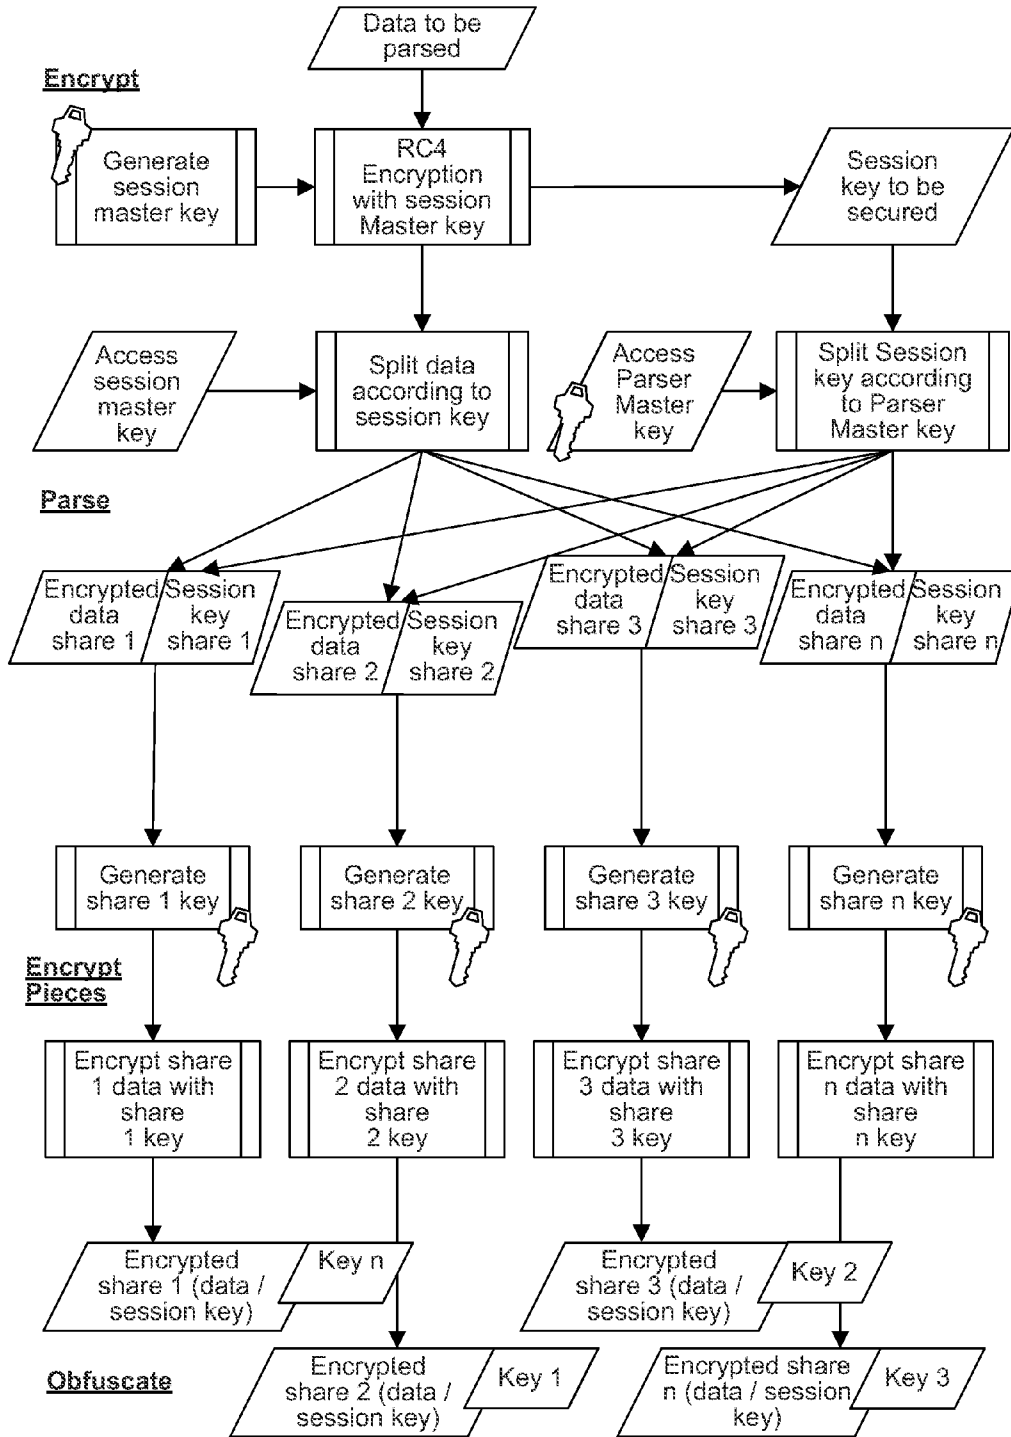 Data to be
parsed
Encrypt
Generate
session
master key
RC4
Encryption
with session
Master key
Session
key to be
secured
Access
session
master
key
Split data
according to
session key
Access
Parser
Master
key
Split Session
key according
to Parser
Master key
Parse
Encrypted
data
share 1
Session
key
share 1
Encrypted
data
share 2
Session
key
share 2
Encrypted
data
share 3
Session
key
share 3
Encrypted
data
share n
Session
key
share n
Generate
share 1 key
Generate
share 2 key
Generate
share 3 key
Generate
share n key
Encrypt
Pieces
Encrypt share
1 data with
share
1 key
Encrypt share
2 data with
share
2 key
Encrypt share
3 data with
share
3 key
Encrypt share
n data with
share
n key
Encrypted
share 1 (data /
session key)
Key n
Encrypted
share 3 (data /
session key)
Key 2
Obfuscate
Encrypted
share 2 (data /
session key)
Key 1
Encrypted share
n (data / session
key)
Key 3